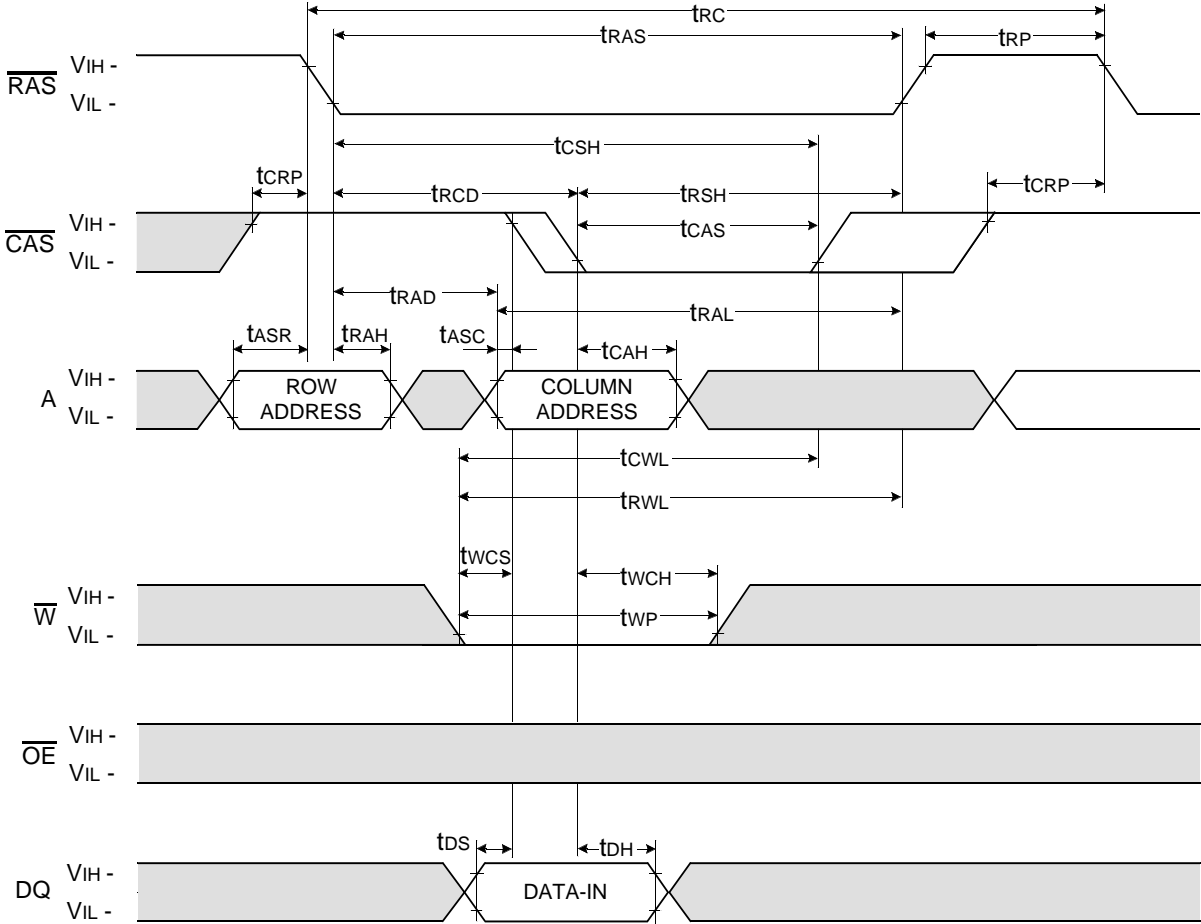 tRC
tRAS
tRP
RAS
VIH -
VIL -
tCSH
tCRP
tRCD
tRSH
tCRP
CAS
VIH -
VIL -
tCAS
tRAD
tRAL
tASR
tRAH
tASC
tCAH
A
VIH -
VIL -
ROW
ADDRESS
COLUMN
ADDRESS
tCWL
tRWL
tWCS
tWCH
W
VIH -
VIL -
tWP
OE
VIH -
VIL -
tDS
tDH
DQ
VIH -
VIL -
DATA-IN